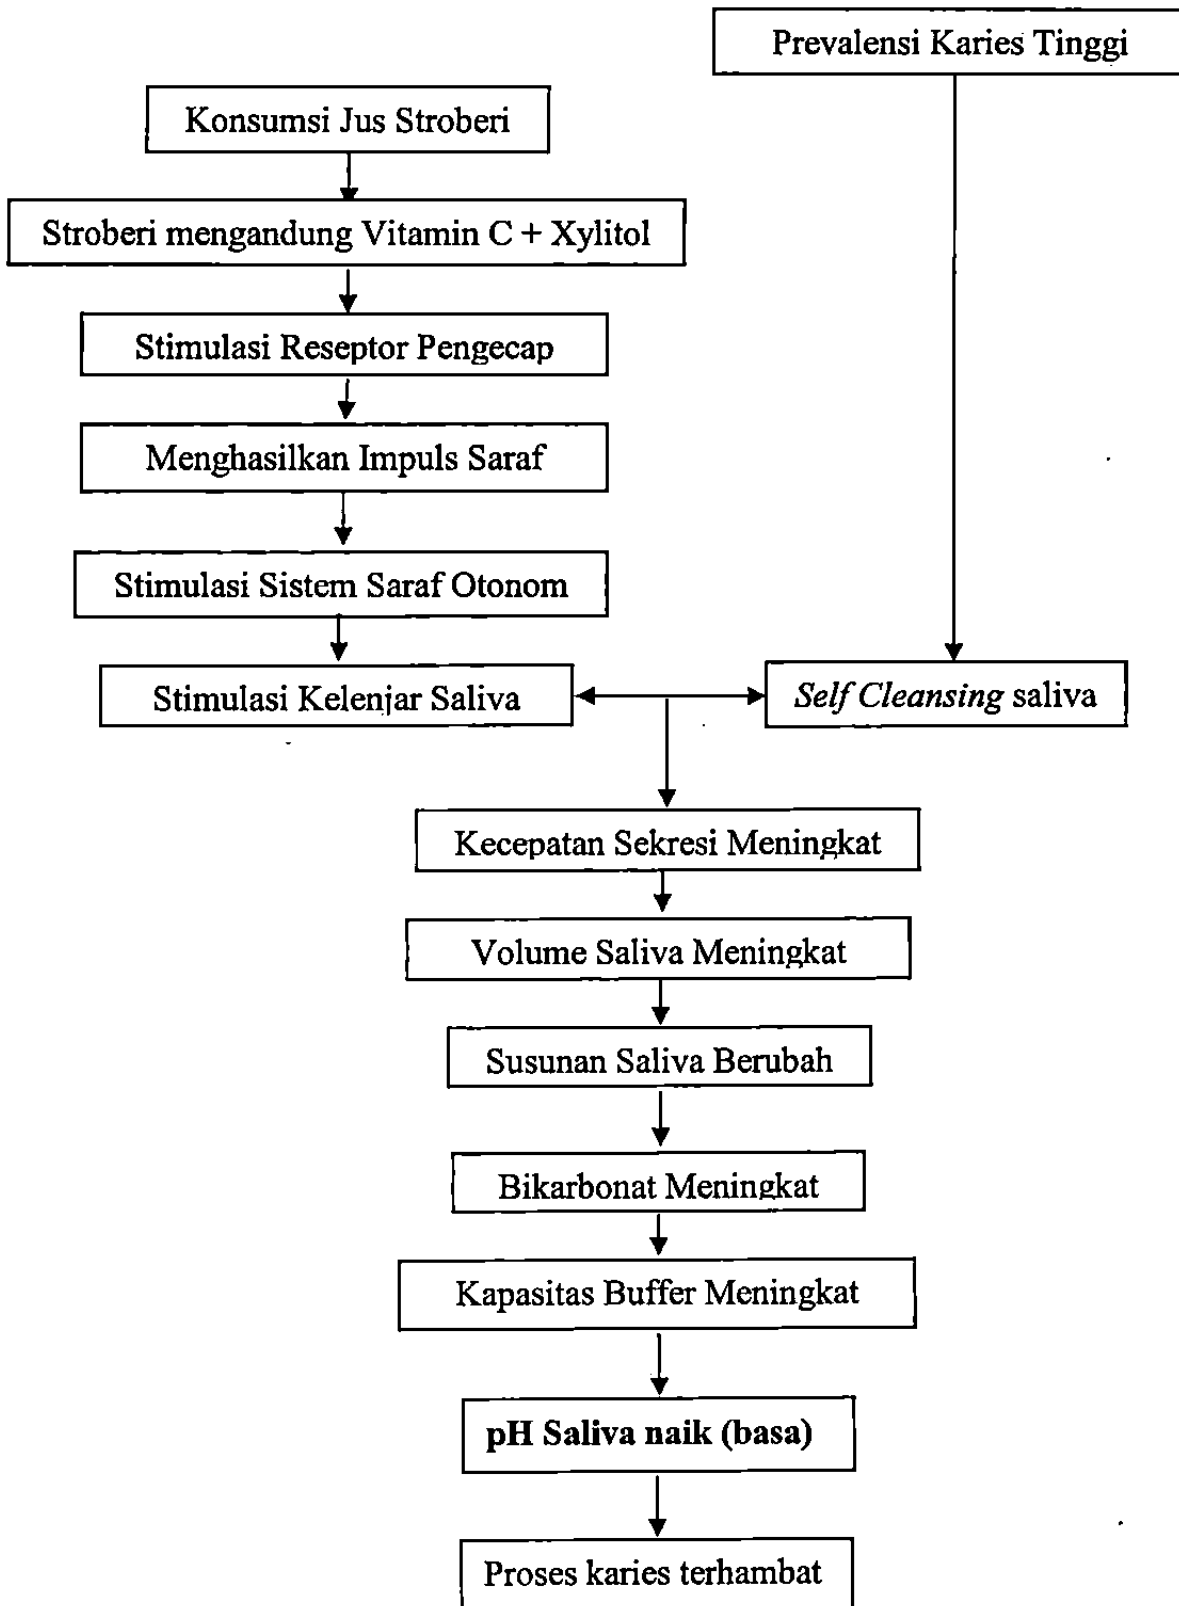 Prevalensi Karies Tinggi
Konsumsi Jus Stroberi
Stroberi mengandung Vitamin C + Xylitol
Stimulasi Reseptor Pengecap
Menghasilkan Impuls Saraf
Stimulasi Sistem Saraf Otonom
Stimulasi Kelenjar Saliva
Self Cleansing saliva
Kecepatan Sekresi Meningkat
Volume Saliva Meningkat
Susunan Saliva Berubah
Bikarbonat Meningkat
Kapasitas Buffer Meningkat
pH Saliva naik (basa)
Proses karies terhambat